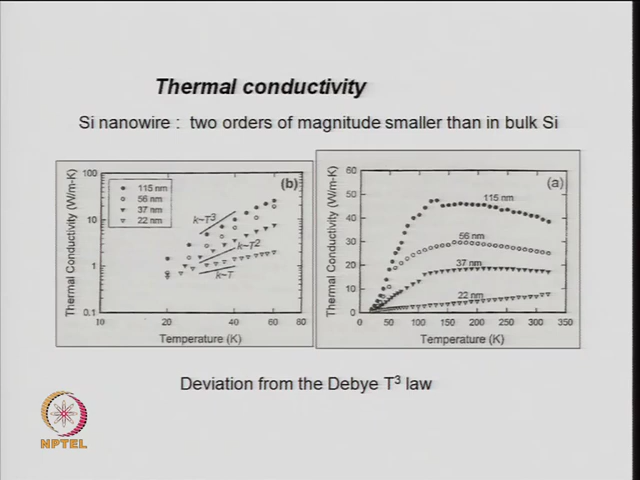 Thermal conductivity
Si nanowire : two orders of magnitude smaller than in bulk Si
(b)
115 nm
56 nm
37 nm
22 nm
k~T³
k~T²
k~T
100
10
1
0.1
10
20
40
60
80
Thermal Conductivity (W/m-K)
Temperature (K)
(a)
115 nm
56 nm
37 nm
22 nm
60
50
40
30
20
10
0
0
50
100
150
200
250
300
350
Thermal Conductivity (W/m-K)
Temperature (K)
Deviation from the Debye T³ law
NPTEL